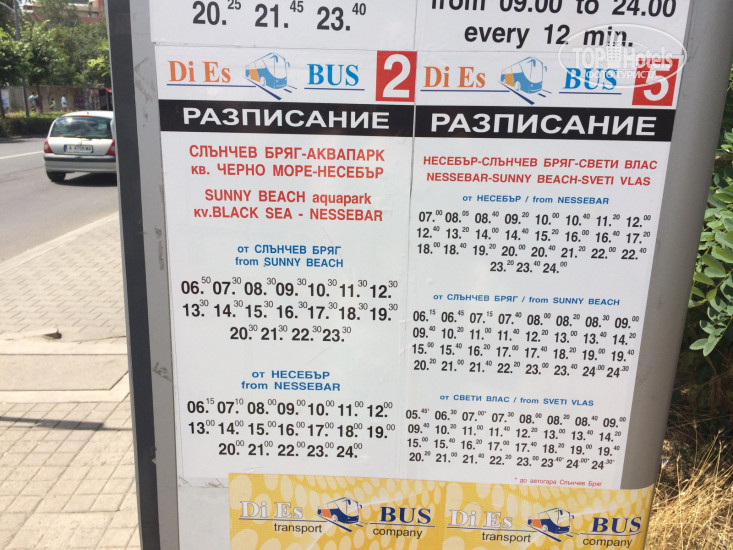 20.25 21.45 23.40
from 09.00 to 24.00
every 12 min.
TOP Hotels
ФОТО ТУРИСТА
Di Es BUS 2
РАЗПИСАНИЕ
СЛЪНЧЕВ БРЯГ-АКВАПАРК
кв. ЧЕРНО МОРЕ-НЕСЕБЪР
SUNNY BEACH aquapark
kv.BLACK SEA - NESSEBAR
от СЛЪНЧЕВ БРЯГ
from SUNNY BEACH
06.50 07.30 08.30 09.30 10.30 11.30 12.30
13.30 14.30 15.30 16.30 17.30 18.30 19.30
20.30 21.30 22.30 23.30
от НЕСЕБЪР
from NESSEBAR
06.15 07.10 08.00 09.00 10.00 11.00 12.00
13.00 14.00 15.00 16.00 17.00 18.00 19.00
20.00 21.00 22.00 23.00 24.00
Di Es BUS 5
РАЗПИСАНИЕ
НЕСЕБЪР-СЛЪНЧЕВ БРЯГ-СВЕТИ ВЛАС
NESSEBAR-SUNNY BEACH-SVETI VLAS
от НЕСЕБЪР / from NESSEBAR
07.00 08.05 08.40 09.20 10.00 10.40 11.20 12.00
12.40 13.20 14.00 14.40 15.20 16.00 16.40 17.20
18.00 18.40 19.20 20.00 20.40 21.20 22.00 22.40
23.20 23.40 24.00
от СЛЪНЧЕВ БРЯГ / from SUNNY BEACH
06.15 06.45 07.15 07.40 08.00 08.20 08.30 09.00
09.40 10.20 11.00 11.40 12.20 13.00 13.40 14.20
15.00 15.40 16.20 17.00 17.40 18.20 19.00 19.40
20.20 21.00 21.40 22.20 23.00 23.40 24.00 24.20
от СВЕТИ ВЛАС / from SVETI VLAS
05.45* 06.30 07.00* 07.30 08.00 08.20 08.40 09.00
09.40 10.20 11.00 11.40 12.20 13.00 13.40 14.20
15.00 15.40 16.20 17.00 17.40 18.20 19.00 19.40
20.20 21.00 21.40 22.20 23.00 23.40* 24.00* 24.30*
* до автогара Слънчев Бряг
Di Es BUS Di Es BUS
transport company transport company